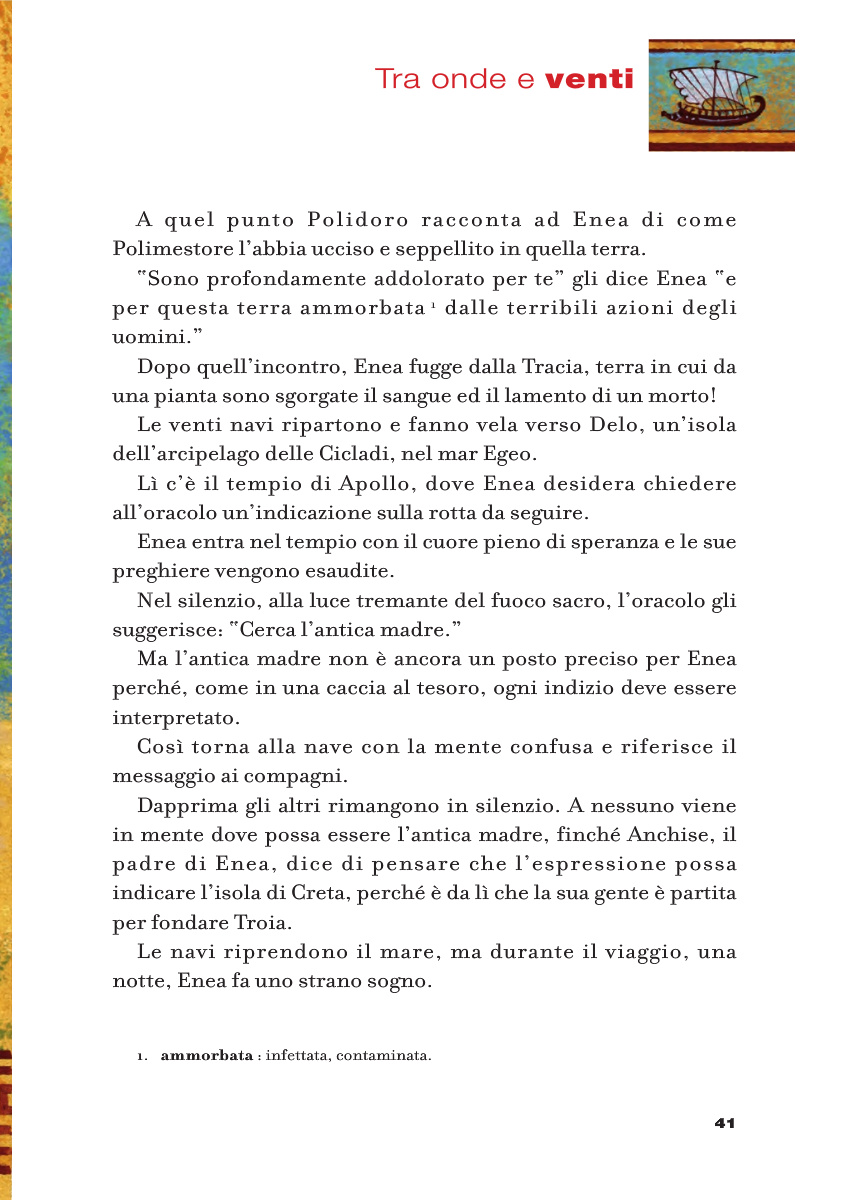 Tra onde e venti
A quel punto Polidoro racconta ad Enea di come
Polimestore l’abbia ucciso e seppellito in quella terra.
“Sono profondamente addolorato per te” gli dice Enea “e
per questa terra ammorbata ¹ dalle terribili azioni degli
uomini.”
Dopo quell’incontro, Enea fugge dalla Tracia, terra in cui da
una pianta sono sgorgate il sangue ed il lamento di un morto!
Le venti navi ripartono e fanno vela verso Delo, un’isola
dell’arcipelago delle Cicladi, nel mar Egeo.
Lì c’è il tempio di Apollo, dove Enea desidera chiedere
all’oracolo un’indicazione sulla rotta da seguire.
Enea entra nel tempio con il cuore pieno di speranza e le sue
preghiere vengono esaudite.
Nel silenzio, alla luce tremante del fuoco sacro, l’oracolo gli
suggerisce: “Cerca l’antica madre.”
Ma l’antica madre non è ancora un posto preciso per Enea
perché, come in una caccia al tesoro, ogni indizio deve essere
interpretato.
Così torna alla nave con la mente confusa e riferisce il
messaggio ai compagni.
Dapprima gli altri rimangono in silenzio. A nessuno viene
in mente dove possa essere l’antica madre, finché Anchise, il
padre di Enea, dice di pensare che l’espressione possa
indicare l’isola di Creta, perché è da lì che la sua gente è partita
per fondare Troia.
Le navi riprendono il mare, ma durante il viaggio, una
notte, Enea fa uno strano sogno.
1. ammorbata : infettata, contaminata.
41